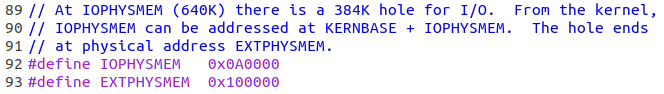 89 // At IOPHYSMEM (640K) there is a 384K hole for I/O.  From the kernel,
90 // IOPHYSMEM can be addressed at KERNBASE + IOPHYSMEM.  The hole ends
91 // at physical address EXTPHYSMEM.
92 #define IOPHYSMEM   0x0A0000
93 #define EXTPHYSMEM  0x100000